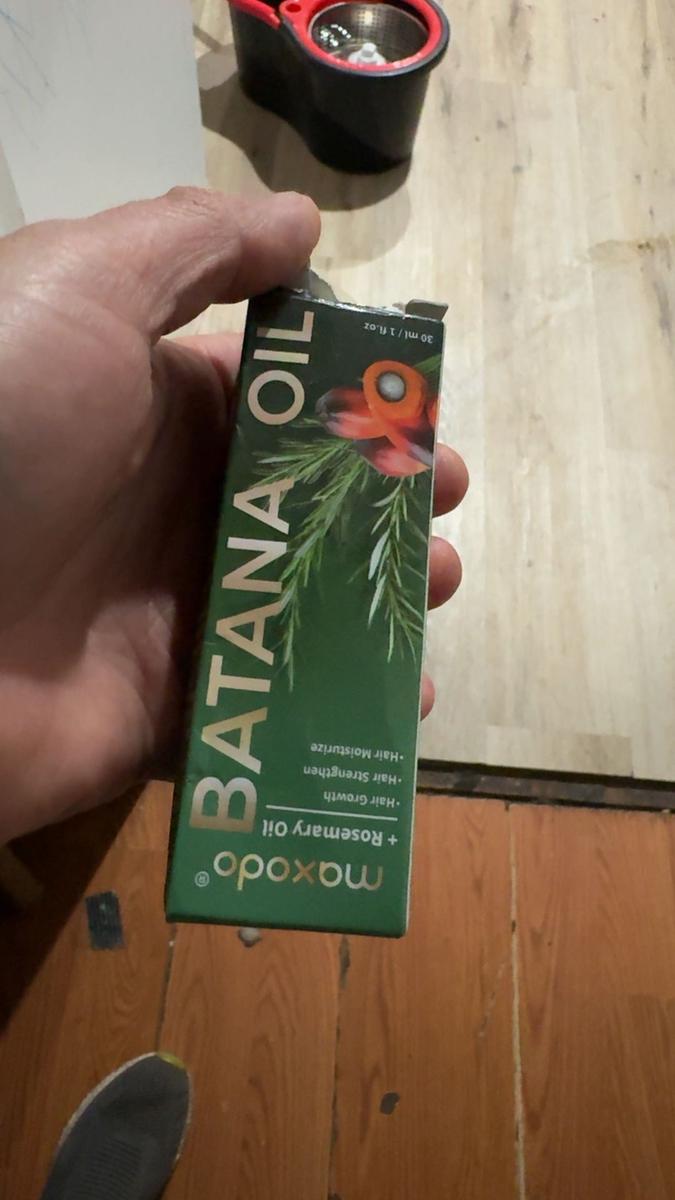 maxodo®
BATANA OIL
+ Rosemary Oil
•Hair Growth
•Hair Strengthen
•Hair Moisturize
30 ml / 1 fl.oz